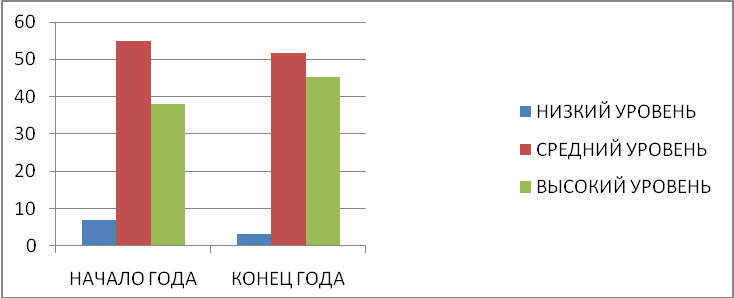 60
50
40
30
20
10
0
НАЧАЛО ГОДА
КОНЕЦ ГОДА
НИЗКИЙ УРОВЕНЬ
СРЕДНИЙ УРОВЕНЬ
ВЫСОКИЙ УРОВЕНЬ